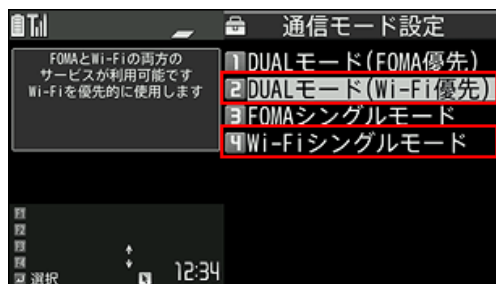 通信モード設定
FOMAとWi-Fiの両方の
サービスが利用可能です
Wi-Fiを優先的に使用します
1 DUALモード(FOMA優先)
2 DUALモード(Wi-Fi優先)
3 FOMAシングルモード
4 Wi-Fiシングルモード
F1
F2
F3
F4
選択
12:34